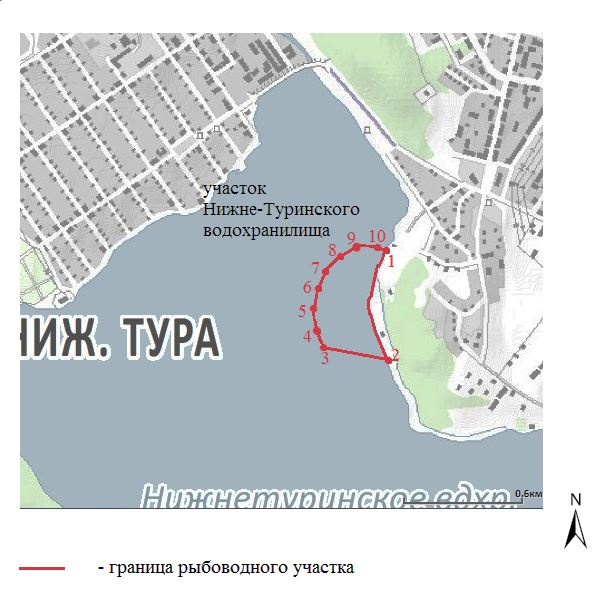 участок
Нижне-Туринского
водохранилища
9 10
8 1
7
6
5
4
3 2
НИЖ. ТУРА
Нижнетуринское вдхр.
0.6км
N
- граница рыбоводного участка